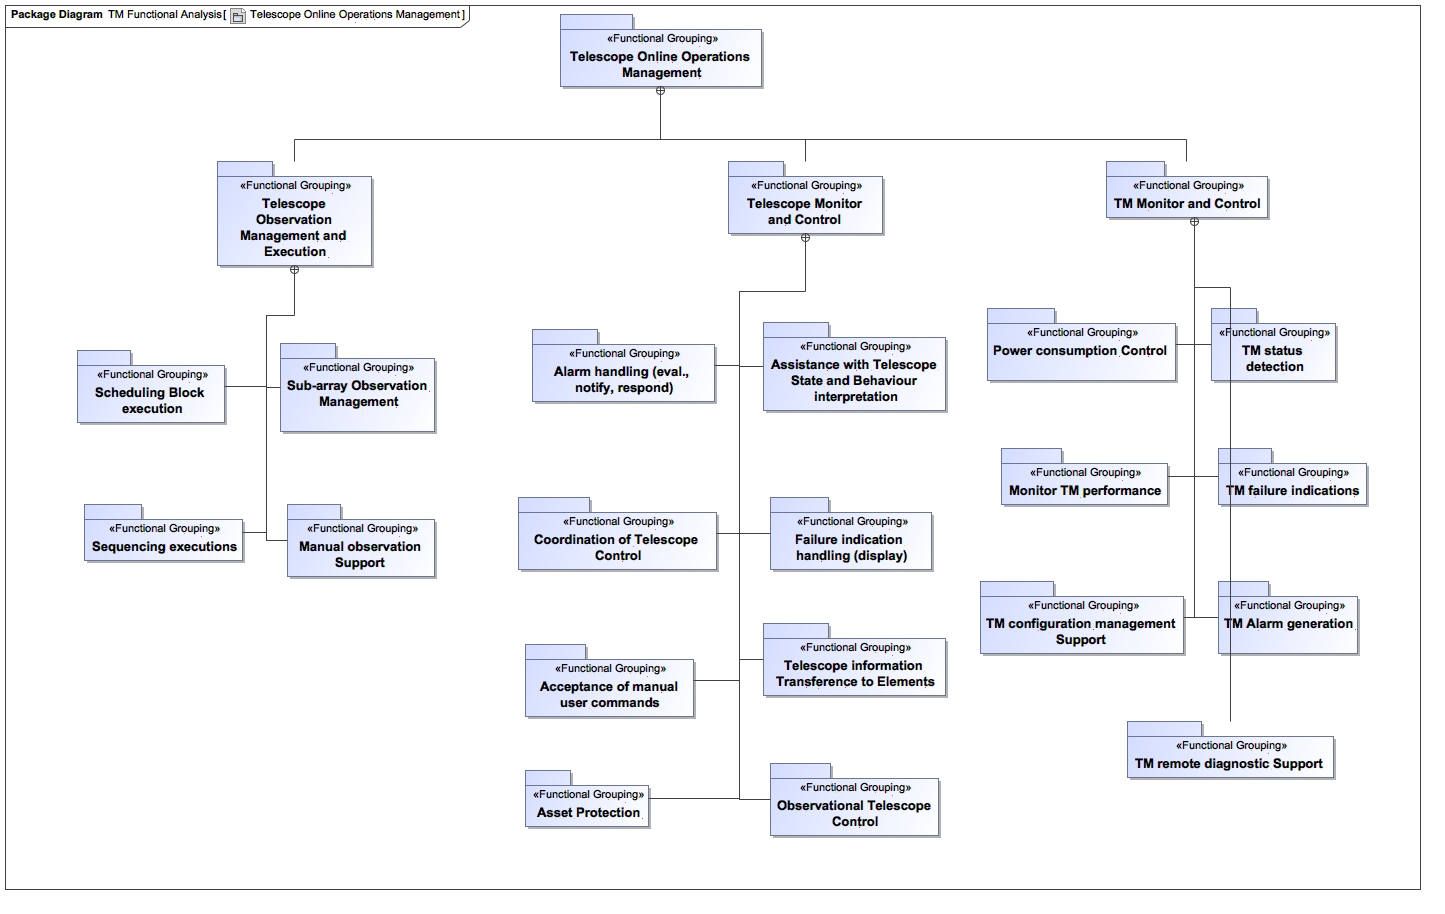 Package Diagram TM Functional Analysis[ Telescope Online Operations Management]
«Functional Grouping»
Telescope Online Operations
Management
«Functional Grouping»
Telescope
Observation
Management and
Execution
«Functional Grouping»
Telescope Monitor
and Control
«Functional Grouping»
TM Monitor and Control
«Functional Grouping»
Scheduling Block
execution
«Functional Grouping»
Sub-array Observation
Management
«Functional Grouping»
Sequencing executions
«Functional Grouping»
Manual observation
Support
«Functional Grouping»
Alarm handling (eval.,
notify, respond)
«Functional Grouping»
Assistance with Telescope
State and Behaviour
interpretation
«Functional Grouping»
Coordination of Telescope
Control
«Functional Grouping»
Failure indication
handling (display)
«Functional Grouping»
Acceptance of manual
user commands
«Functional Grouping»
Telescope information
Transference to Elements
«Functional Grouping»
Asset Protection
«Functional Grouping»
Observational Telescope
Control
«Functional Grouping»
Power consumption Control
«Functional Grouping»
TM status
detection
«Functional Grouping»
Monitor TM performance
«Functional Grouping»
TM failure indications
«Functional Grouping»
TM configuration management
Support
«Functional Grouping»
TM Alarm generation
«Functional Grouping»
TM remote diagnostic Support